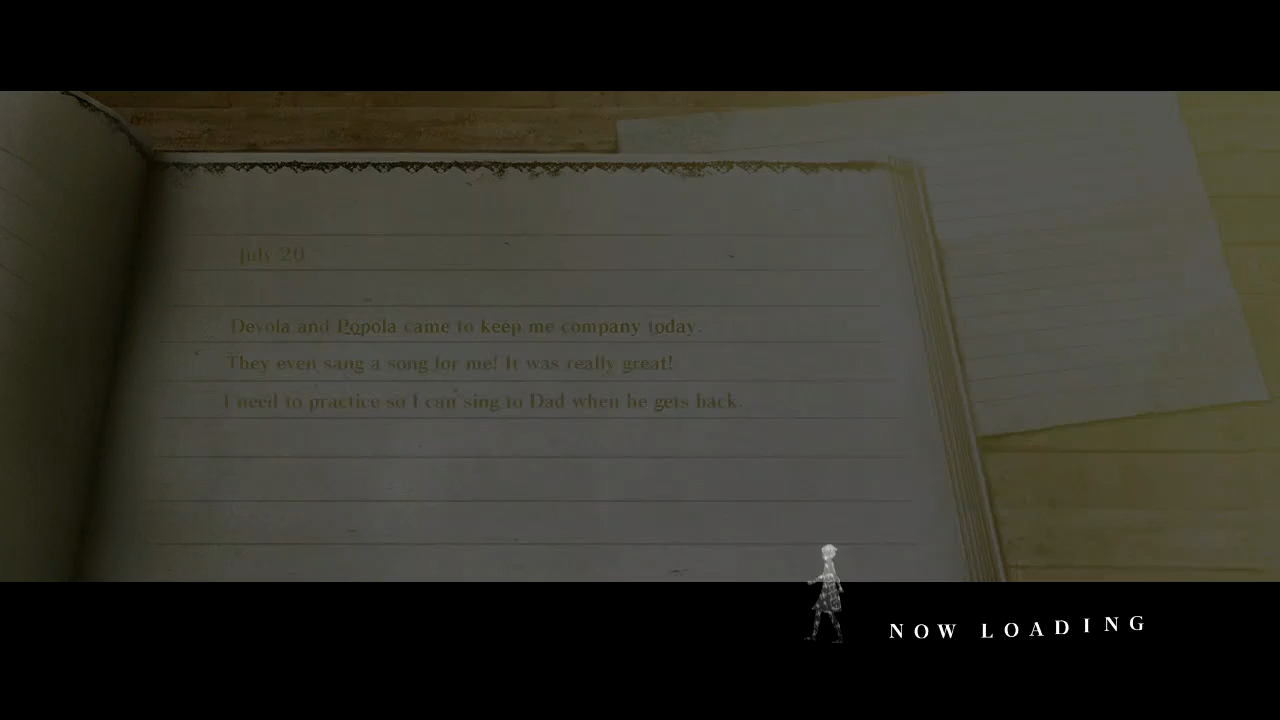 July 20
Devola and Popola came to keep me company today.
They even sang a song for me! It was really great!
I need to practice so I can sing to Dad when he gets back.
NOW LOADING